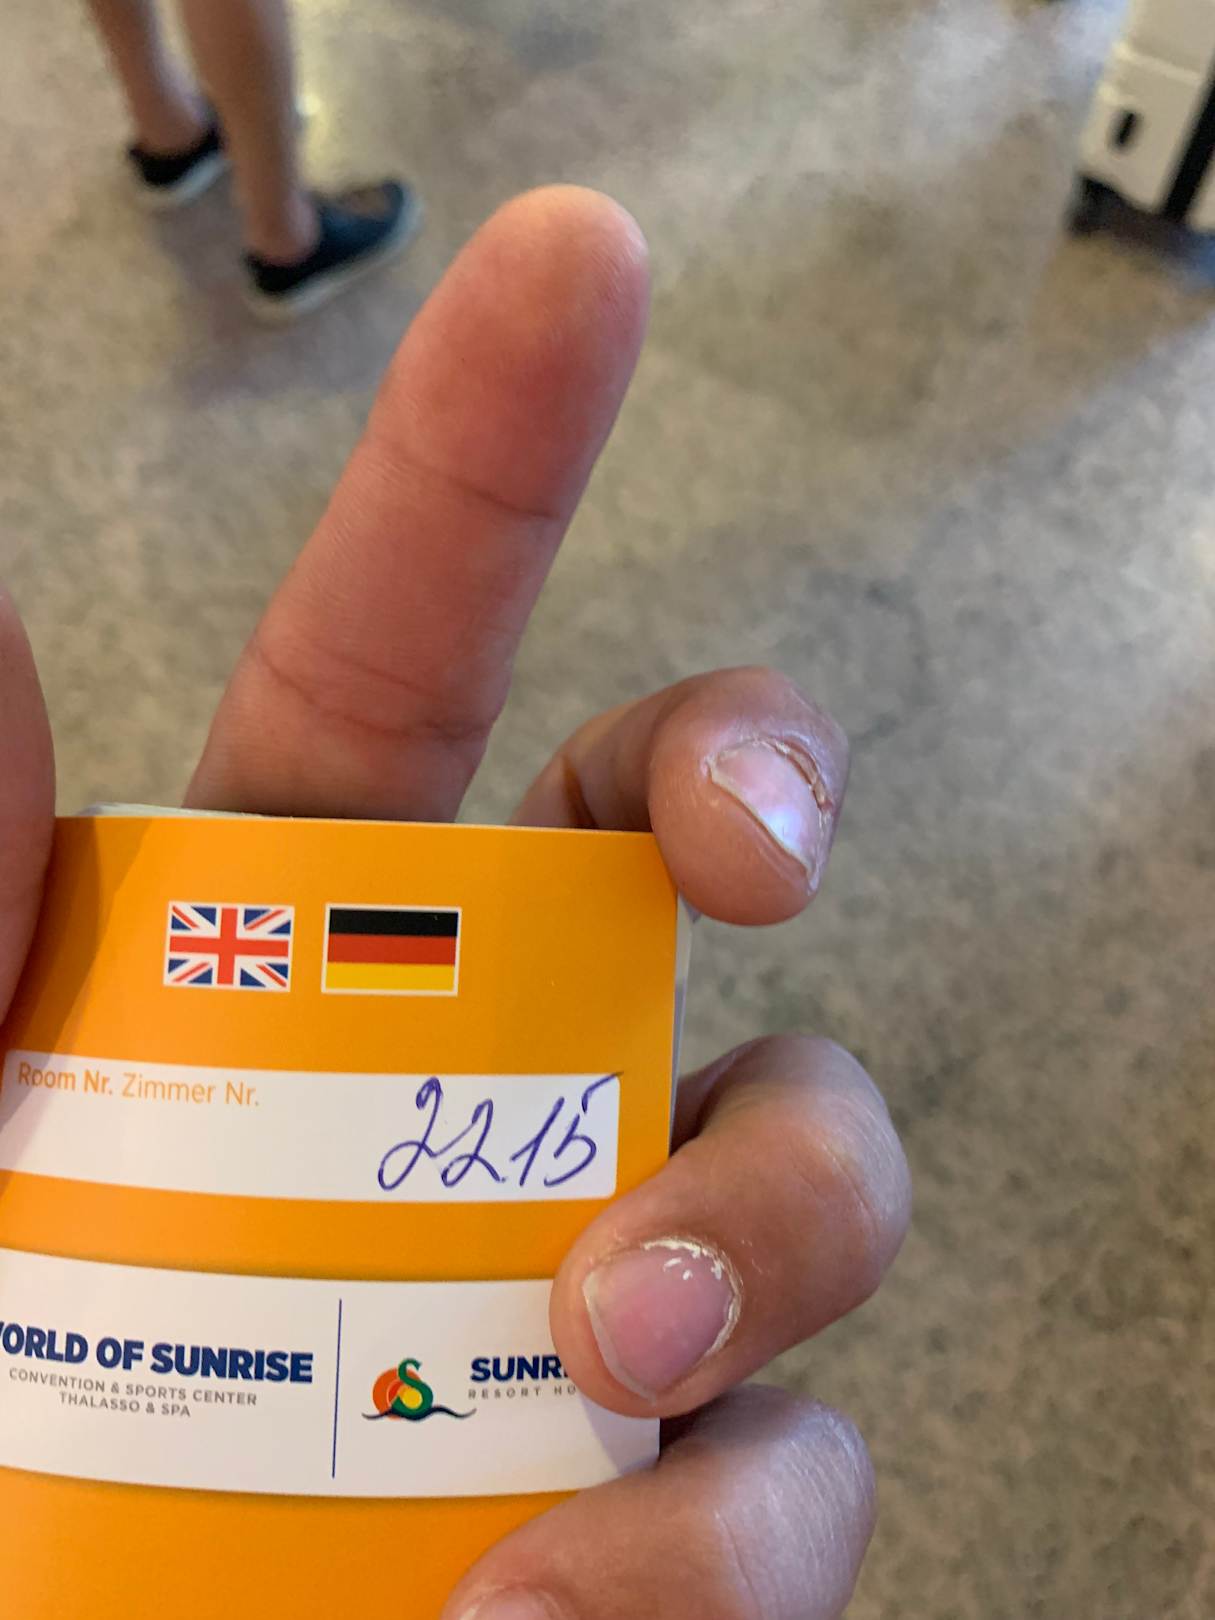 Room Nr. Zimmer Nr.
2215
WORLD OF SUNRISE
CONVENTION & SPORTS CENTER
THALASSO & SPA
SUNR
RESORT HO